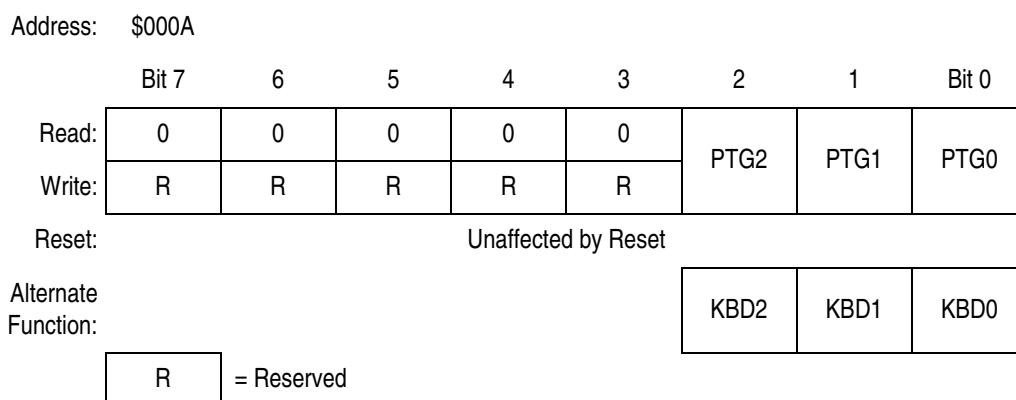 Address: $000A
Bit 7 6 5 4 3 2 1 Bit 0
Read: 0 0 0 0 0 PTG2 PTG1 PTG0
Write: R R R R R
Reset: Unaffected by Reset
Alternate
Function: KBD2 KBD1 KBD0
R = Reserved